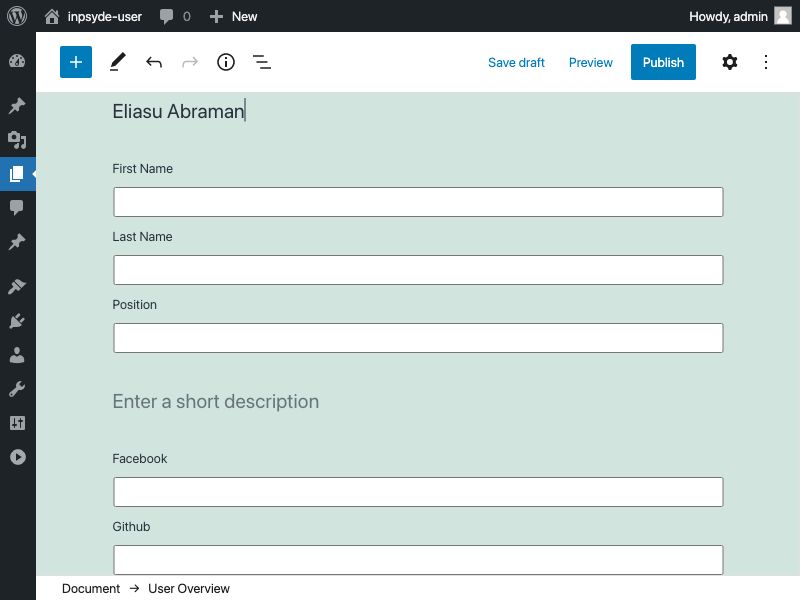 inpsyde-user 0 New Howdy, admin
Save draft Preview Publish
Eliasu Abraman
First Name
Last Name
Position
Enter a short description
Facebook
Github
Document → User Overview